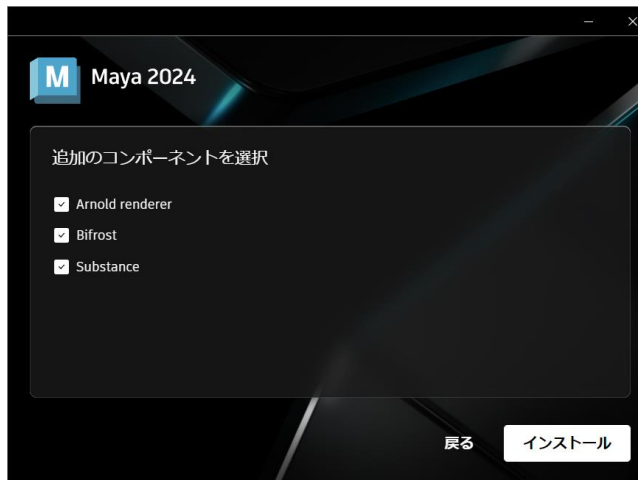 M Maya 2024
追加のコンポーネントを選択
Arnold renderer
Bifrost
Substance
戻る インストール